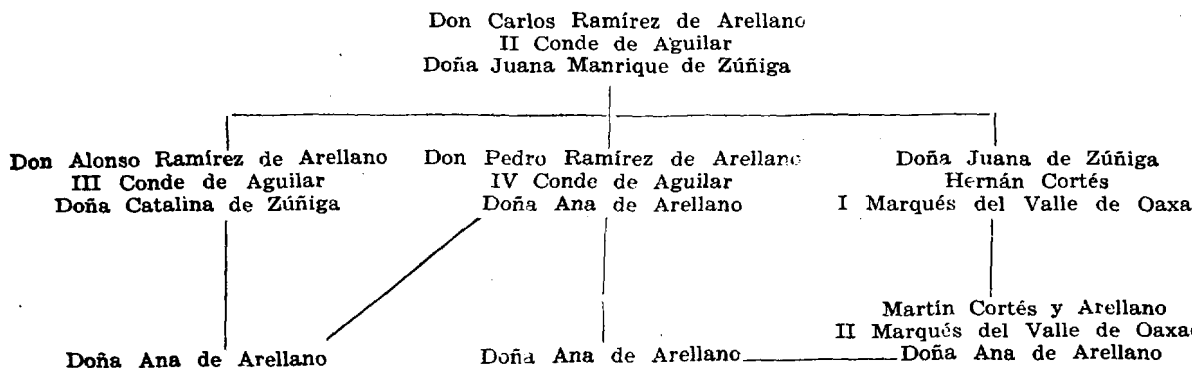 Don Carlos Ramírez de Arellano
II Conde de Aguilar
Doña Juana Manrique de Zúñiga
Don Alonso Ramírez de Arellano
III Conde de Aguilar
Doña Catalina de Zúñiga
Don Pedro Ramírez de Arellano
IV Conde de Aguilar
Doña Ana de Arellano
Doña Juana de Zúñiga
Hernán Cortés
I Marqués del Valle de Oaxa
Doña Ana de Arellano
Doña Ana de Arellano
Martín Cortés y Arellano
II Marqués del Valle de Oaxac
Doña Ana de Arellano